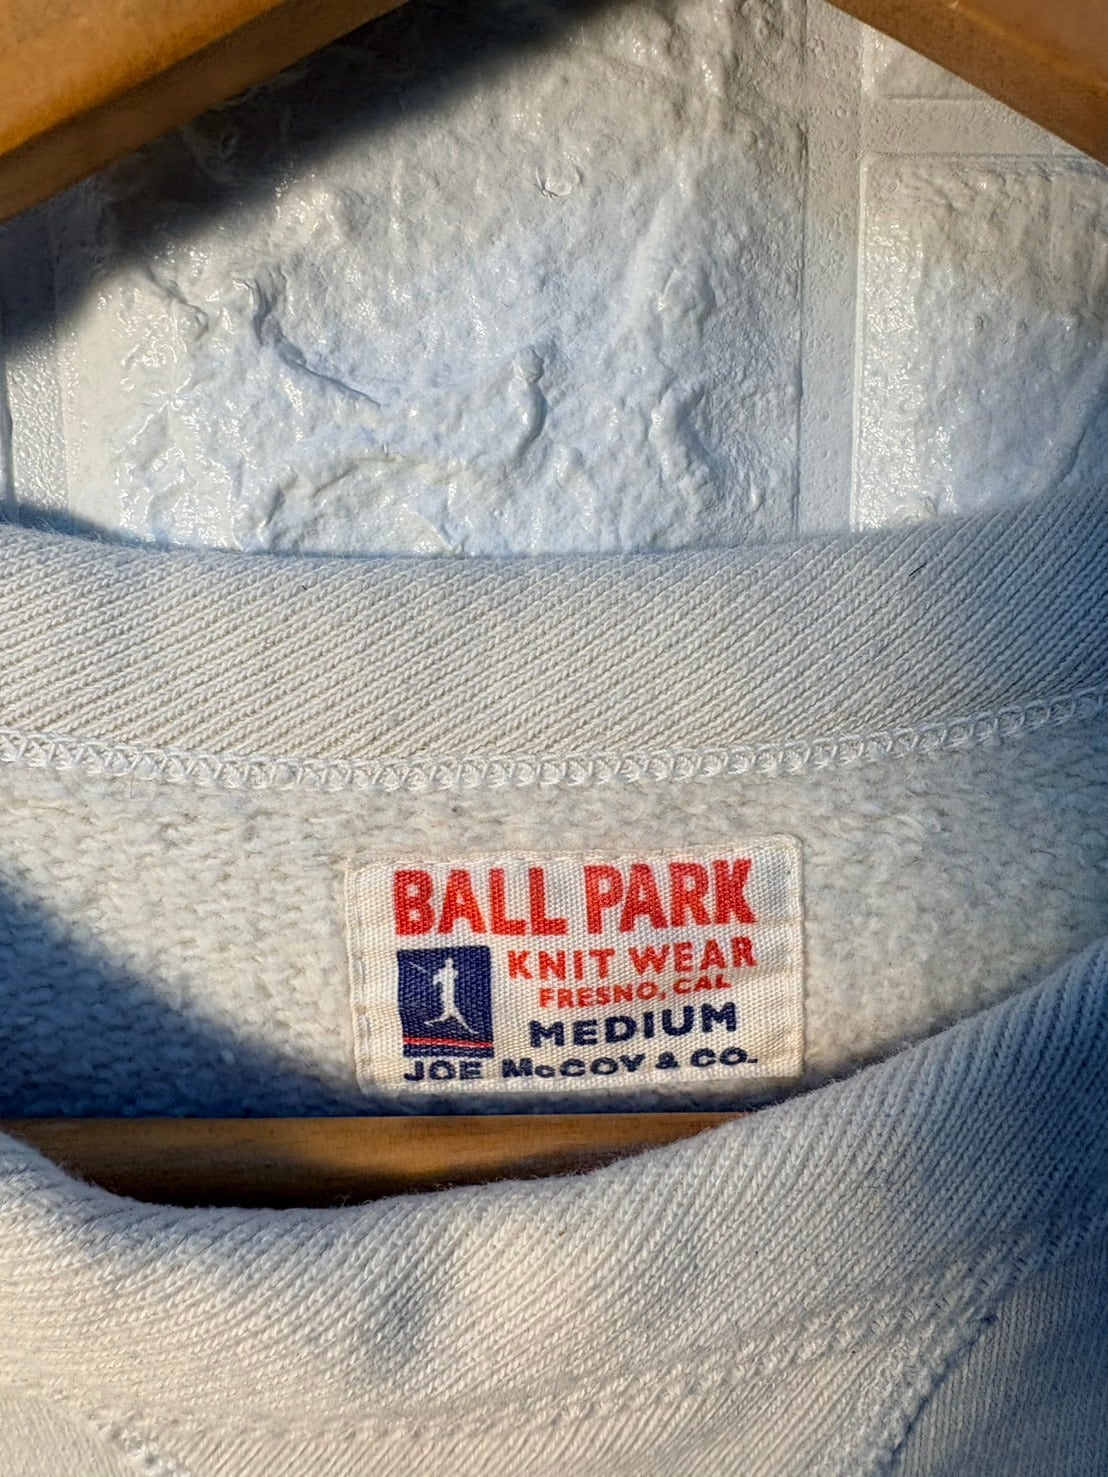 BALL PARK
KNIT WEAR
FRESNO, CAL
MEDIUM
JOE McCOY & CO.